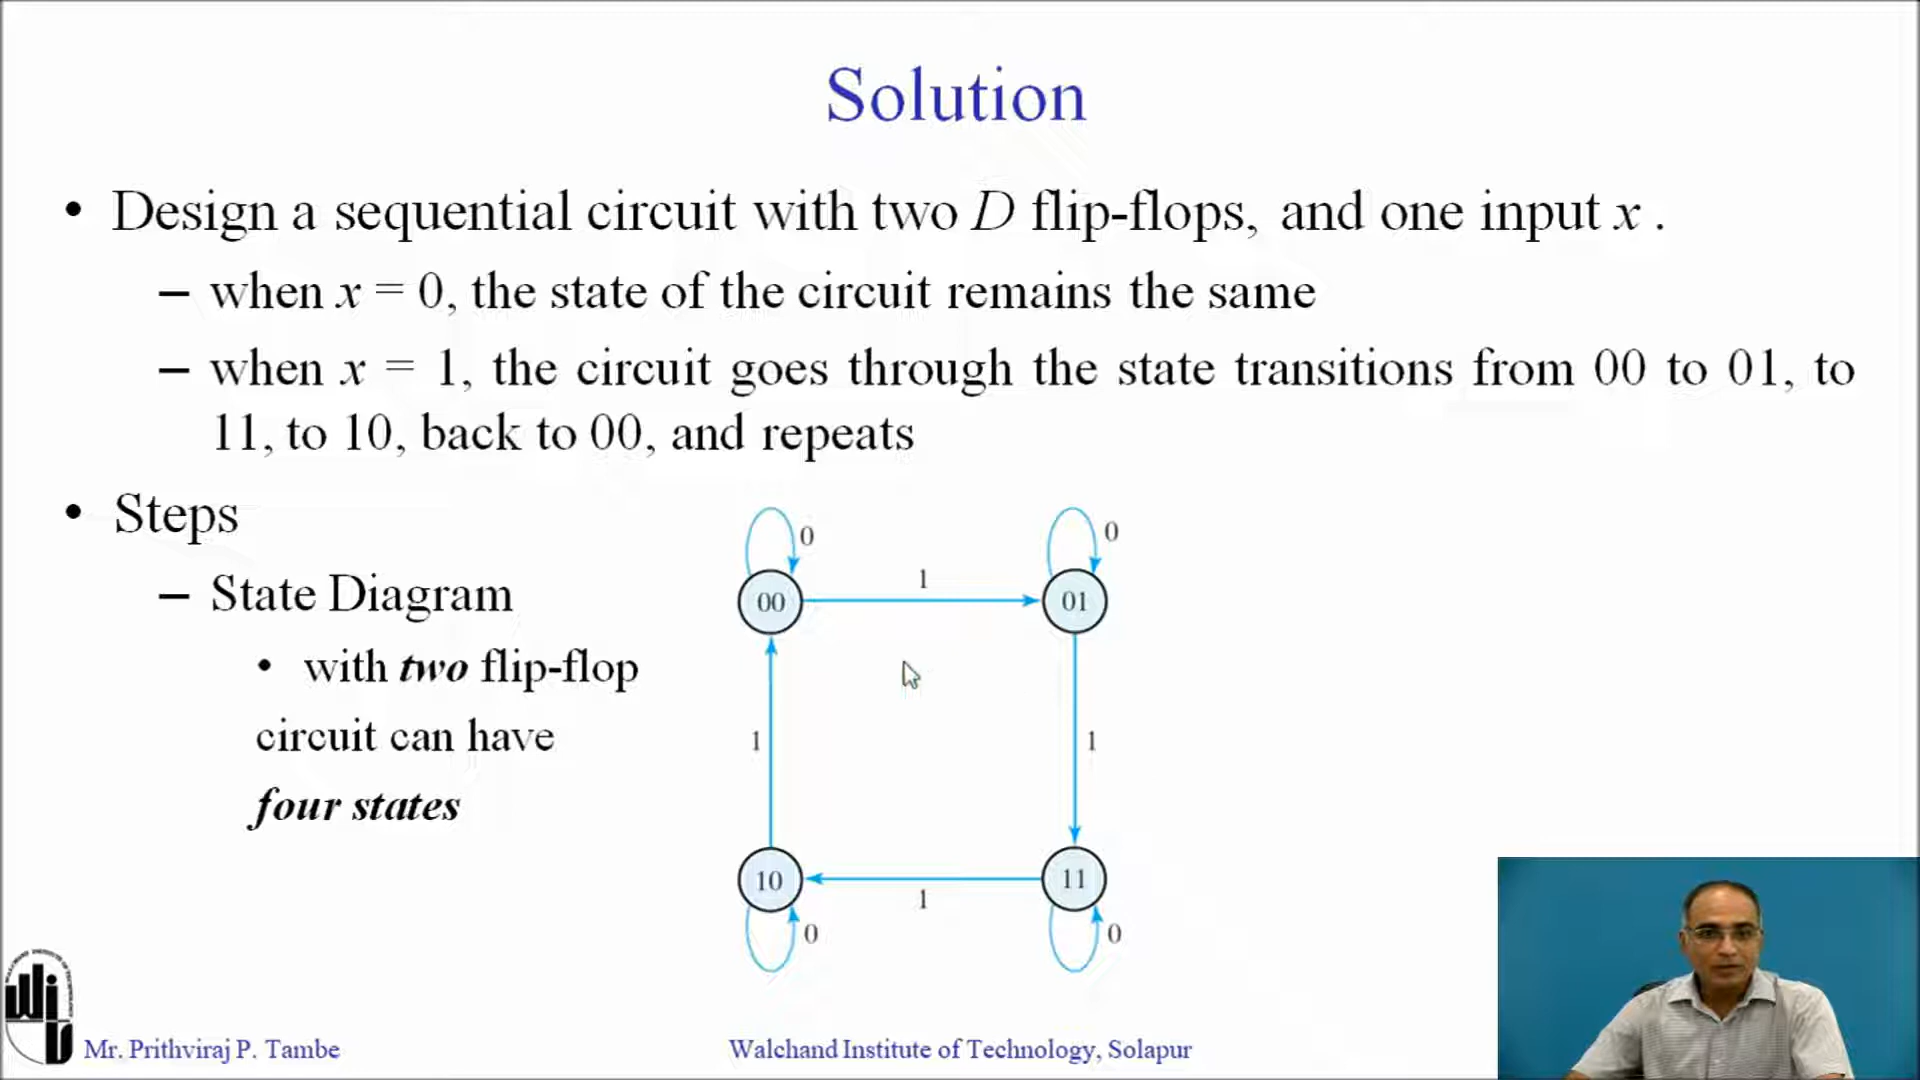 Solution
• Design a sequential circuit with two D flip-flops, and one input x .
– when x = 0, the state of the circuit remains the same
– when x = 1, the circuit goes through the state transitions from 00 to 01, to
11, to 10, back to 00, and repeats
• Steps
– State Diagram
• with two flip-flop
circuit can have
four states
0
0
00
1
01
1
1
10
1
11
0
0
Mr. Prithviraj P. Tambe
Walchand Institute of Technology, Solapur